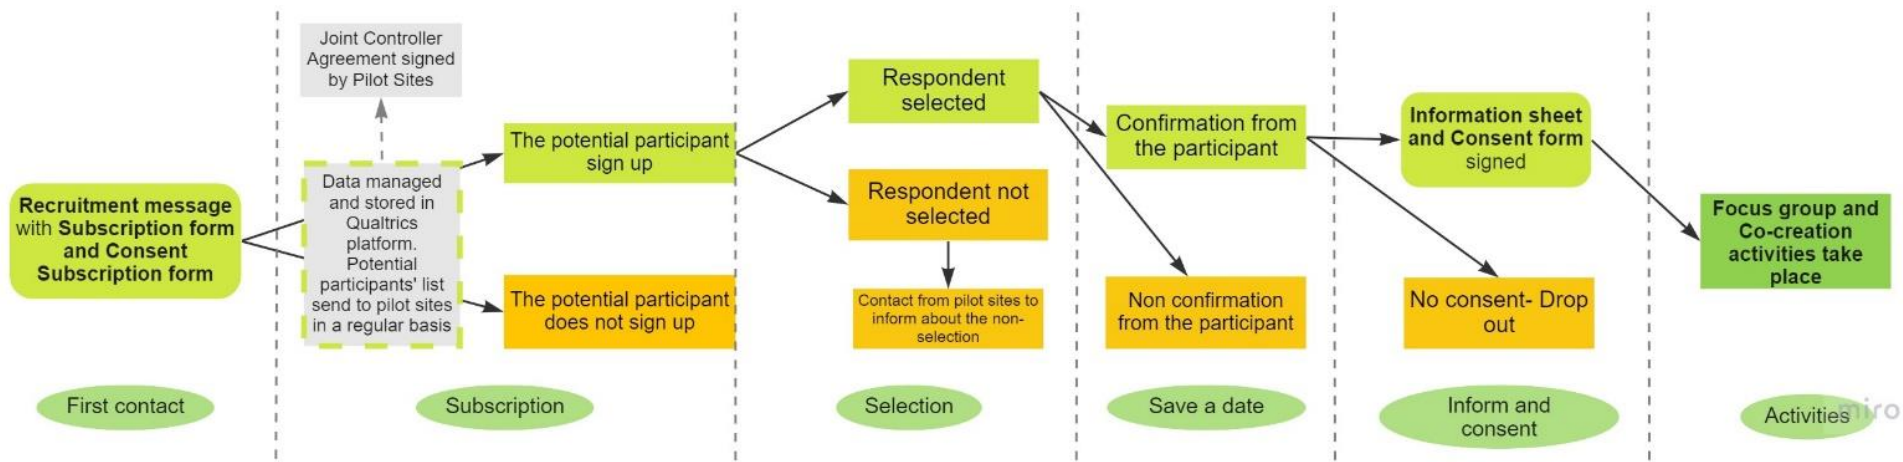 Joint Controller
Agreement signed
by Pilot Sites
Recruitment message
with Subscription form
and Consent
Subscription form
Data managed
and stored in
Qualtrics
platform.
Potential
participants' list
send to pilot sites
in a regular basis
The potential participant
sign up
The potential participant
does not sign up
Respondent
selected
Respondent not
selected
Contact from pilot sites to
inform about the non-
selection
Confirmation from
the participant
Non confirmation
from the participant
Information sheet
and Consent form
signed
No consent- Drop
out
Focus group and
Co-creation
activities take
place
First contact
Subscription
Selection
Save a date
Inform and
consent
Activities
miro